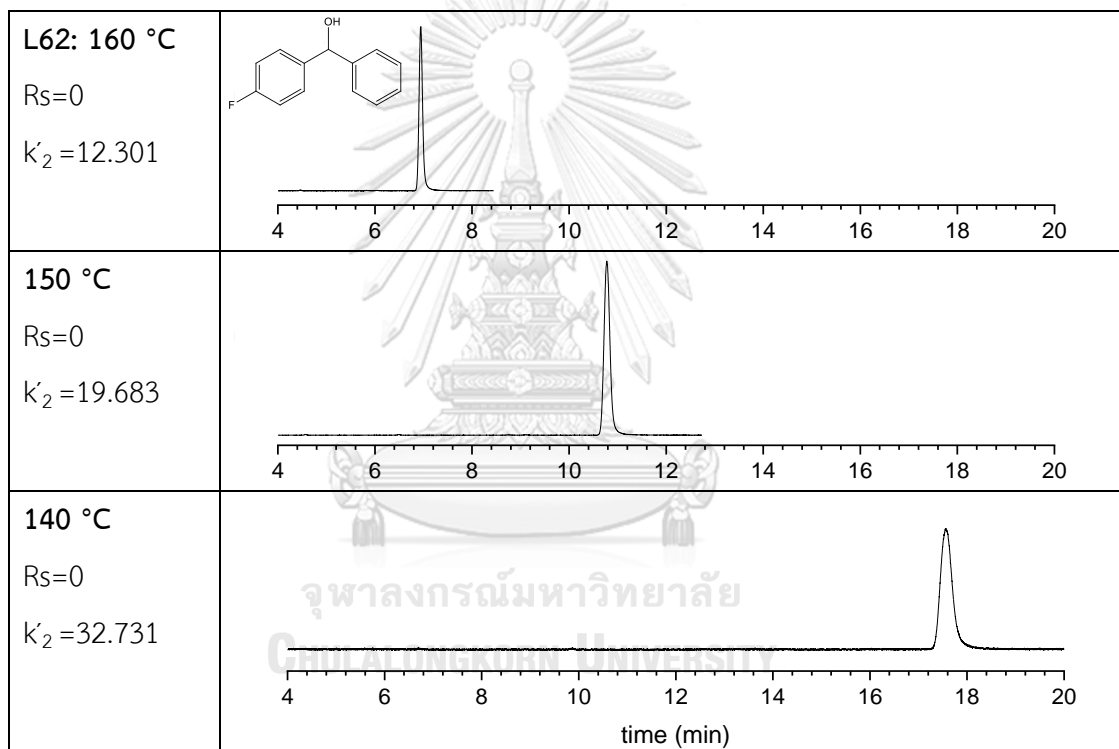 L62: 160 °C
Rs=0
k′₂ =12.301
OH
F
4 6 8 10 12 14 16 18 20
150 °C
Rs=0
k′₂ =19.683
4 6 8 10 12 14 16 18 20
140 °C
Rs=0
k′₂ =32.731
จุฬาลงกรณ์มหาวิทยาลัย
CHULALONGKORN UNIVERSITY
4 6 8 10 12 14 16 18 20
time (min)